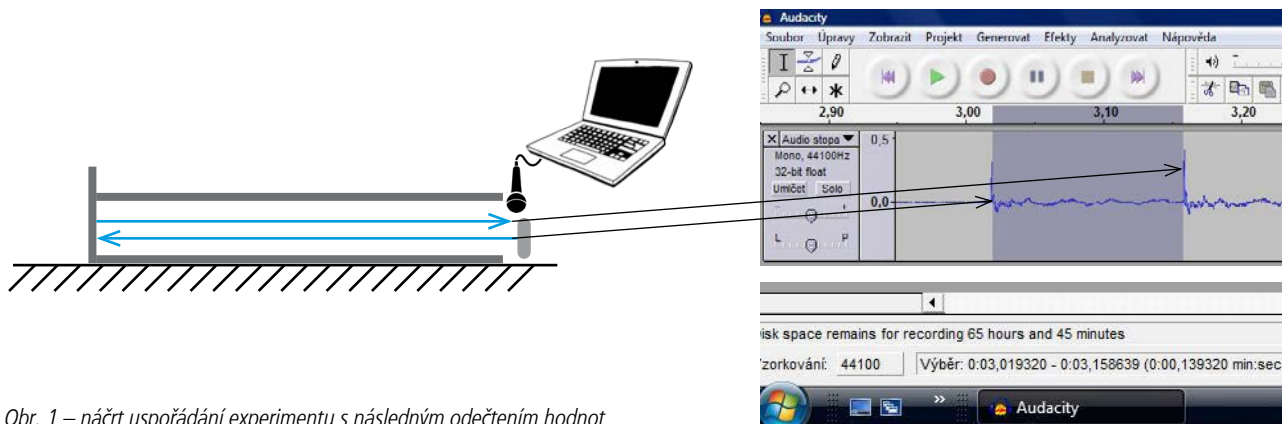 Audacity
Soubor Úpravy Zobrazit Projekt Generovat Efekty Analyzovat Nápověda
2,90 3,00 3,10 3,20
X Audio stopa
Mono, 44100Hz
32-bit float
Umlčet Solo
- +
L P
0,5
0,0
isk space remains for recording 65 hours and 45 minutes
zorkování: 44100 Výběr: 0:03,019320 - 0:03,158639 (0:00,139320 min:sec
Audacity
Obr. 1 – náčrt uspořádání experimentu s následným odečtením hodnot